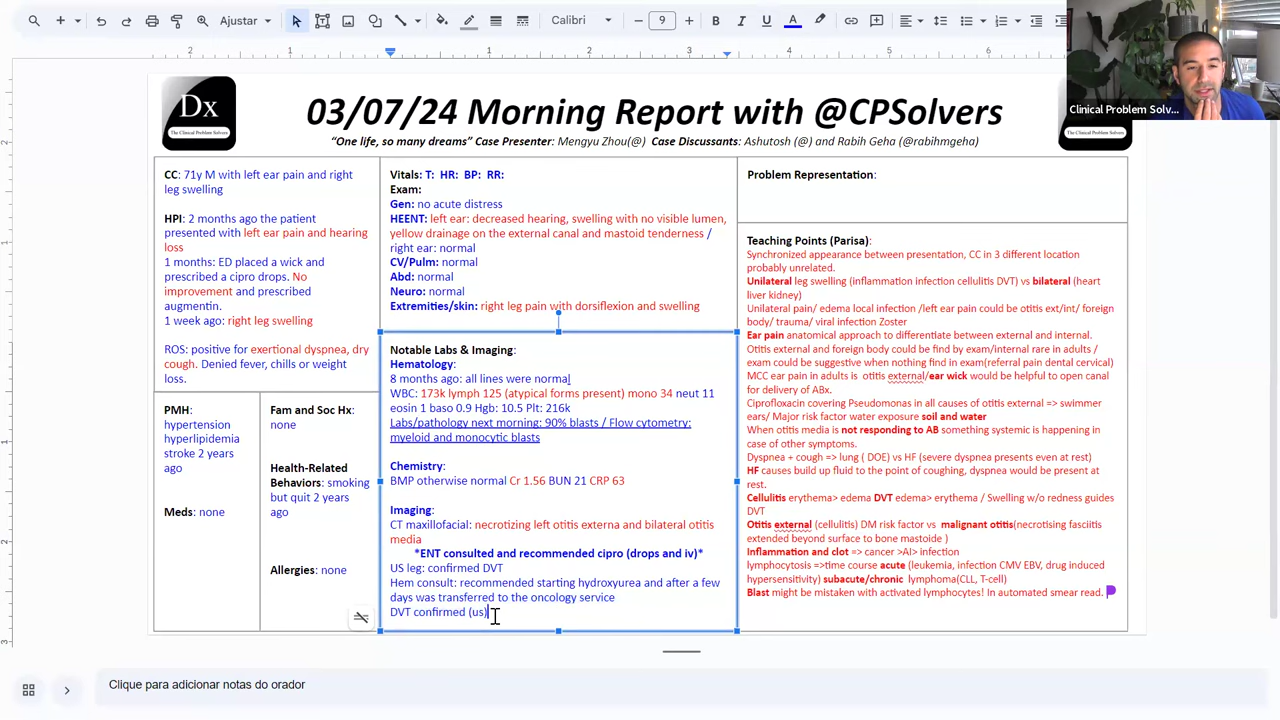 Ajustar
Calibri
9
B I U A
2 1 1 2 3 4 5 6
Clinical Problem Solv...
Dx
The Clinical Problem Solvers
03/07/24 Morning Report with @CPSolvers
“One life, so many dreams” Case Presenter: Mengyu Zhou(@) Case Discussants: Ashutosh (@) and Rabih Geha (@rabihmgeha)
The Clinical Problem Solvers
CC: 71y M with left ear pain and right
leg swelling
HPI: 2 months ago the patient
presented with left ear pain and hearing
loss
1 months: ED placed a wick and
prescribed a cipro drops. No
improvement and prescribed
augmentin.
1 week ago: right leg swelling
ROS: positive for exertional dyspnea, dry
cough. Denied fever, chills or weight
loss.
PMH:
hypertension
hyperlipidemia
stroke 2 years
ago
Meds: none
Fam and Soc Hx:
none
Health-Related
Behaviors: smoking
but quit 2 years
ago
Allergies: none
Vitals: T: HR: BP: RR:
Exam:
Gen: no acute distress
HEENT: left ear: decreased hearing, swelling with no visible lumen,
yellow drainage on the external canal and mastoid tenderness /
right ear: normal
CV/Pulm: normal
Abd: normal
Neuro: normal
Extremities/skin: right leg pain with dorsiflexion and swelling
Notable Labs & Imaging:
Hematology:
8 months ago: all lines were normal
WBC: 173k lymph 125 (atypical forms present) mono 34 neut 11
eosin 1 baso 0.9 Hgb: 10.5 Plt: 216k
Labs/pathology next morning: 90% blasts / Flow cytometry:
myeloid and monocytic blasts
Chemistry:
BMP otherwise normal Cr 1.56 BUN 21 CRP 63
Imaging:
CT maxillofacial: necrotizing left otitis externa and bilateral otitis
media
*ENT consulted and recommended cipro (drops and iv)*
US leg: confirmed DVT
Hem consult: recommended starting hydroxyurea and after a few
days was transferred to the oncology service
DVT confirmed (us)
Problem Representation:
Teaching Points (Parisa):
Synchronized appearance between presentation, CC in 3 different location
probably unrelated.
Unilateral leg swelling (inflammation infection cellulitis DVT) vs bilateral (heart
liver kidney)
Unilateral pain/ edema local infection /left ear pain could be otitis ext/int/ foreign
body/ trauma/ viral infection Zoster
Ear pain anatomical approach to differentiate between external and internal.
Otitis external and foreign body could be find by exam/internal rare in adults /
exam could be suggestive when nothing find in exam(referral pain dental cervical)
MCC ear pain in adults is otitis external/ear wick would be helpful to open canal
for delivery of ABx.
Ciprofloxacin covering Pseudomonas in all causes of otitis external => swimmer
ears/ Major risk factor water exposure soil and water
When otitis media is not responding to AB something systemic is happening in
case of other symptoms.
Dyspnea + cough => lung ( DOE) vs HF (severe dyspnea presents even at rest)
HF causes build up fluid to the point of coughing, dyspnea would be present at
rest.
Cellulitis erythema> edema DVT edema> erythema / Swelling w/o redness guides
DVT
Otitis external (cellulitis) DM risk factor vs malignant otitis(necrotising fasciitis
extended beyond surface to bone mastoide )
Inflammation and clot => cancer >AI> infection
lymphocytosis =>time course acute (leukemia, infection CMV EBV, drug induced
hypersensitivity) subacute/chronic lymphoma(CLL, T-cell)
Blast might be mistaken with activated lymphocytes! In automated smear read.
2 1 1 2 3
Clique para adicionar notas do orador